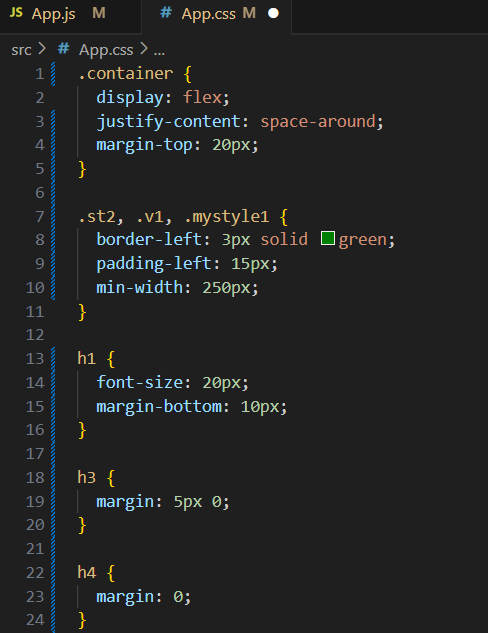 JS App.js M # App.css M
src > # App.css > ...
1 .container {
2 display: flex;
3 justify-content: space-around;
4 margin-top: 20px;
5 }
6
7 .st2, .v1, .mystyle1 {
8 border-left: 3px solid green;
9 padding-left: 15px;
10 min-width: 250px;
11 }
12
13 h1 {
14 font-size: 20px;
15 margin-bottom: 10px;
16 }
17
18 h3 {
19 margin: 5px 0;
20 }
21
22 h4 {
23 margin: 0;
24 }